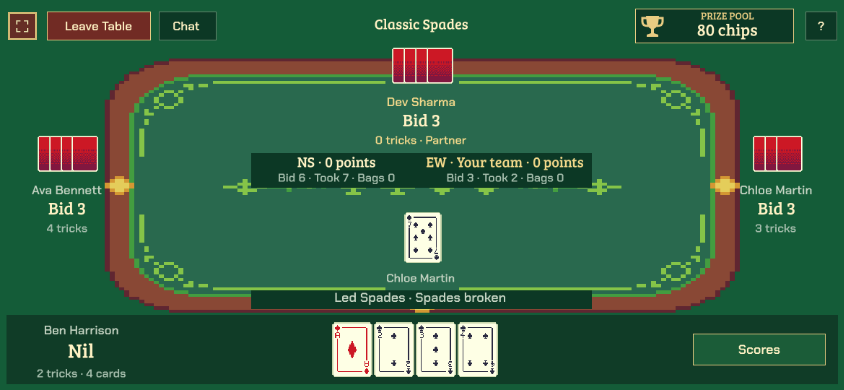 Leave Table
Chat
Classic Spades
PRIZE POOL
80 chips
?
Dev Sharma
Bid 3
0 tricks · Partner
Ava Bennett
Bid 3
4 tricks
Chloe Martin
Bid 3
3 tricks
NS · 0 points
Bid 6 · Took 7 · Bags 0
EW · Your team · 0 points
Bid 3 · Took 2 · Bags 0
Chloe Martin
Led Spades · Spades broken
Ben Harrison
Nil
2 tricks · 4 cards
Scores